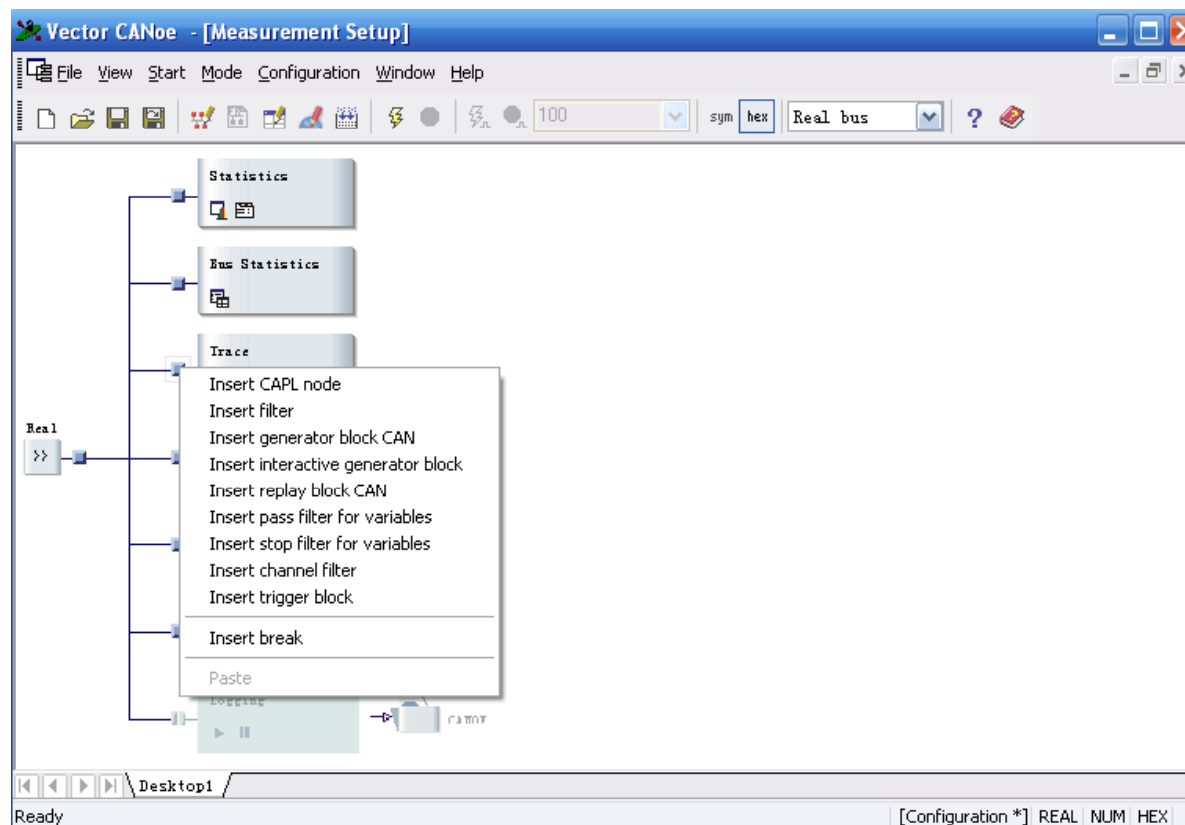 Vector CANoe - [Measurement Setup]
File View Start Mode Configuration Window Help
100 sym hex Real bus
Statistics
Bus Statistics
Trace
Insert CAPL node
Insert filter
Insert generator block CAN
Insert interactive generator block
Insert replay block CAN
Insert pass filter for variables
Insert stop filter for variables
Insert channel filter
Insert trigger block
Insert break
Paste
Real
>>
Logging
Desktop1
Ready [Configuration *] REAL NUM HEX